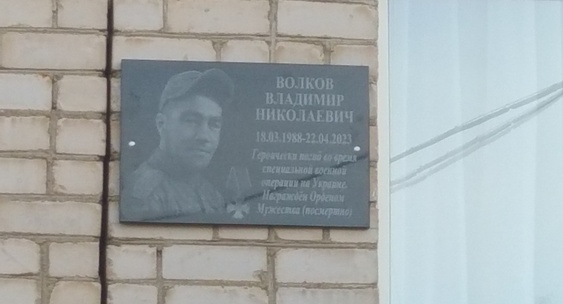 ВОЛКОВ
ВЛАДИМИР
НИКОЛАЕВИЧ
18.03.1988-22.04.2023
Героически погиб во время
специальной военной
операции на Украине.
Награждён Орденом
Мужества (посмертно)